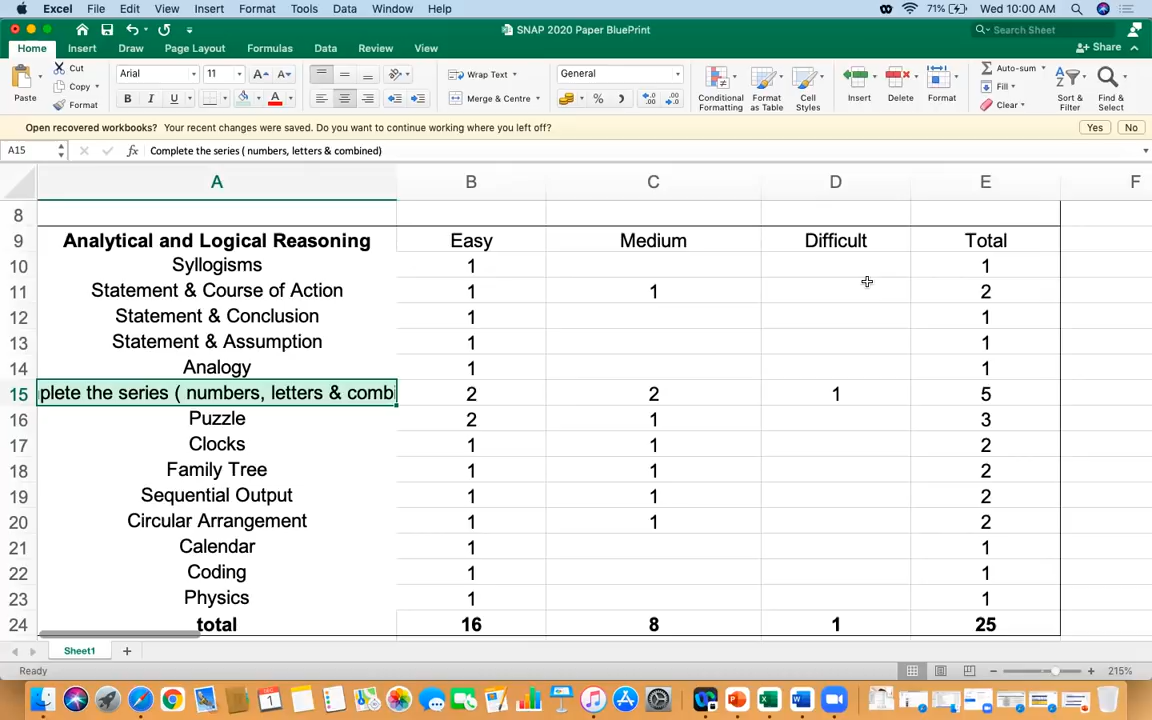 Excel File Edit View Insert Format Tools Data Window Help 71% Wed 10:00 AM
SNAP 2020 Paper BluePrint Search Sheet
Home Insert Draw Page Layout Formulas Data Review View Share
Cut Arial 11 A A Wrap Text General Auto-sum
Copy Fill
Paste Format B I U A Merge & Centre % Conditional Formatting Format as Table Cell Styles Insert Delete Format Clear Sort & Filter Find & Select
Open recovered workbooks? Your recent changes were saved. Do you want to continue working where you left off? Yes No
A15 fx Complete the series ( numbers, letters & combined)
A B C D E F
8
9 Analytical and Logical Reasoning Easy Medium Difficult Total
10 Syllogisms 1 1
11 Statement & Course of Action 1 1 2
12 Statement & Conclusion 1 1
13 Statement & Assumption 1 1
14 Analogy 1 1
15 plete the series ( numbers, letters & combi 2 2 1 5
16 Puzzle 2 1 3
17 Clocks 1 1 2
18 Family Tree 1 1 2
19 Sequential Output 1 1 2
20 Circular Arrangement 1 1 2
21 Calendar 1 1
22 Coding 1 1
23 Physics 1 1
24 total 16 8 1 25
Sheet1 +
Ready 215%